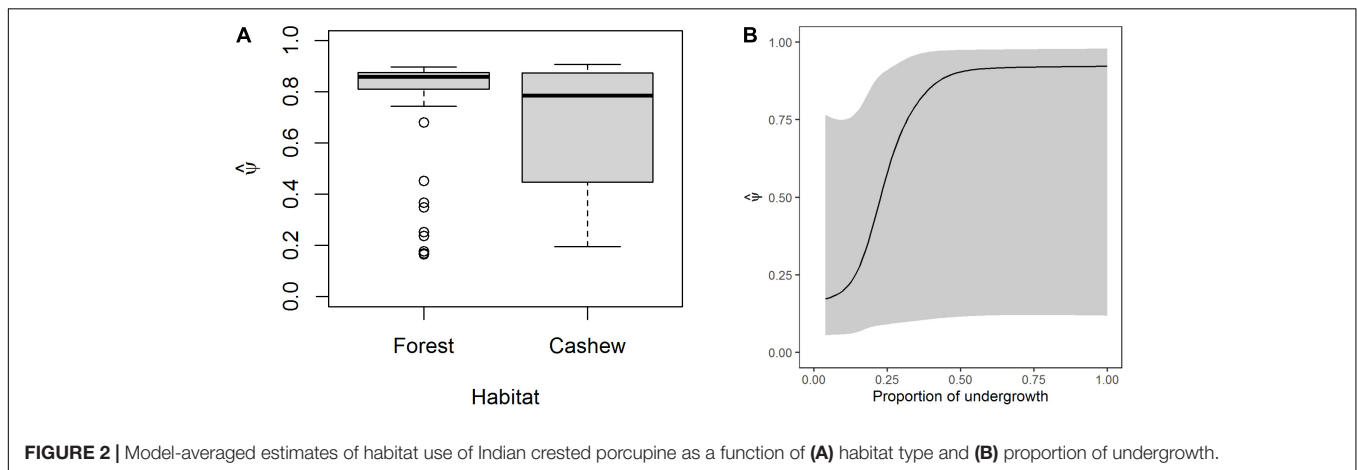 A
1.0
0.8
0.6
0.4
0.2
0.0
ψ̂
Forest Cashew
Habitat
B
1.00
0.75
0.50
0.25
0.00
ψ̂
0.00 0.25 0.50 0.75 1.00
Proportion of undergrowth
FIGURE 2 | Model-averaged estimates of habitat use of Indian crested porcupine as a function of (A) habitat type and (B) proportion of undergrowth.